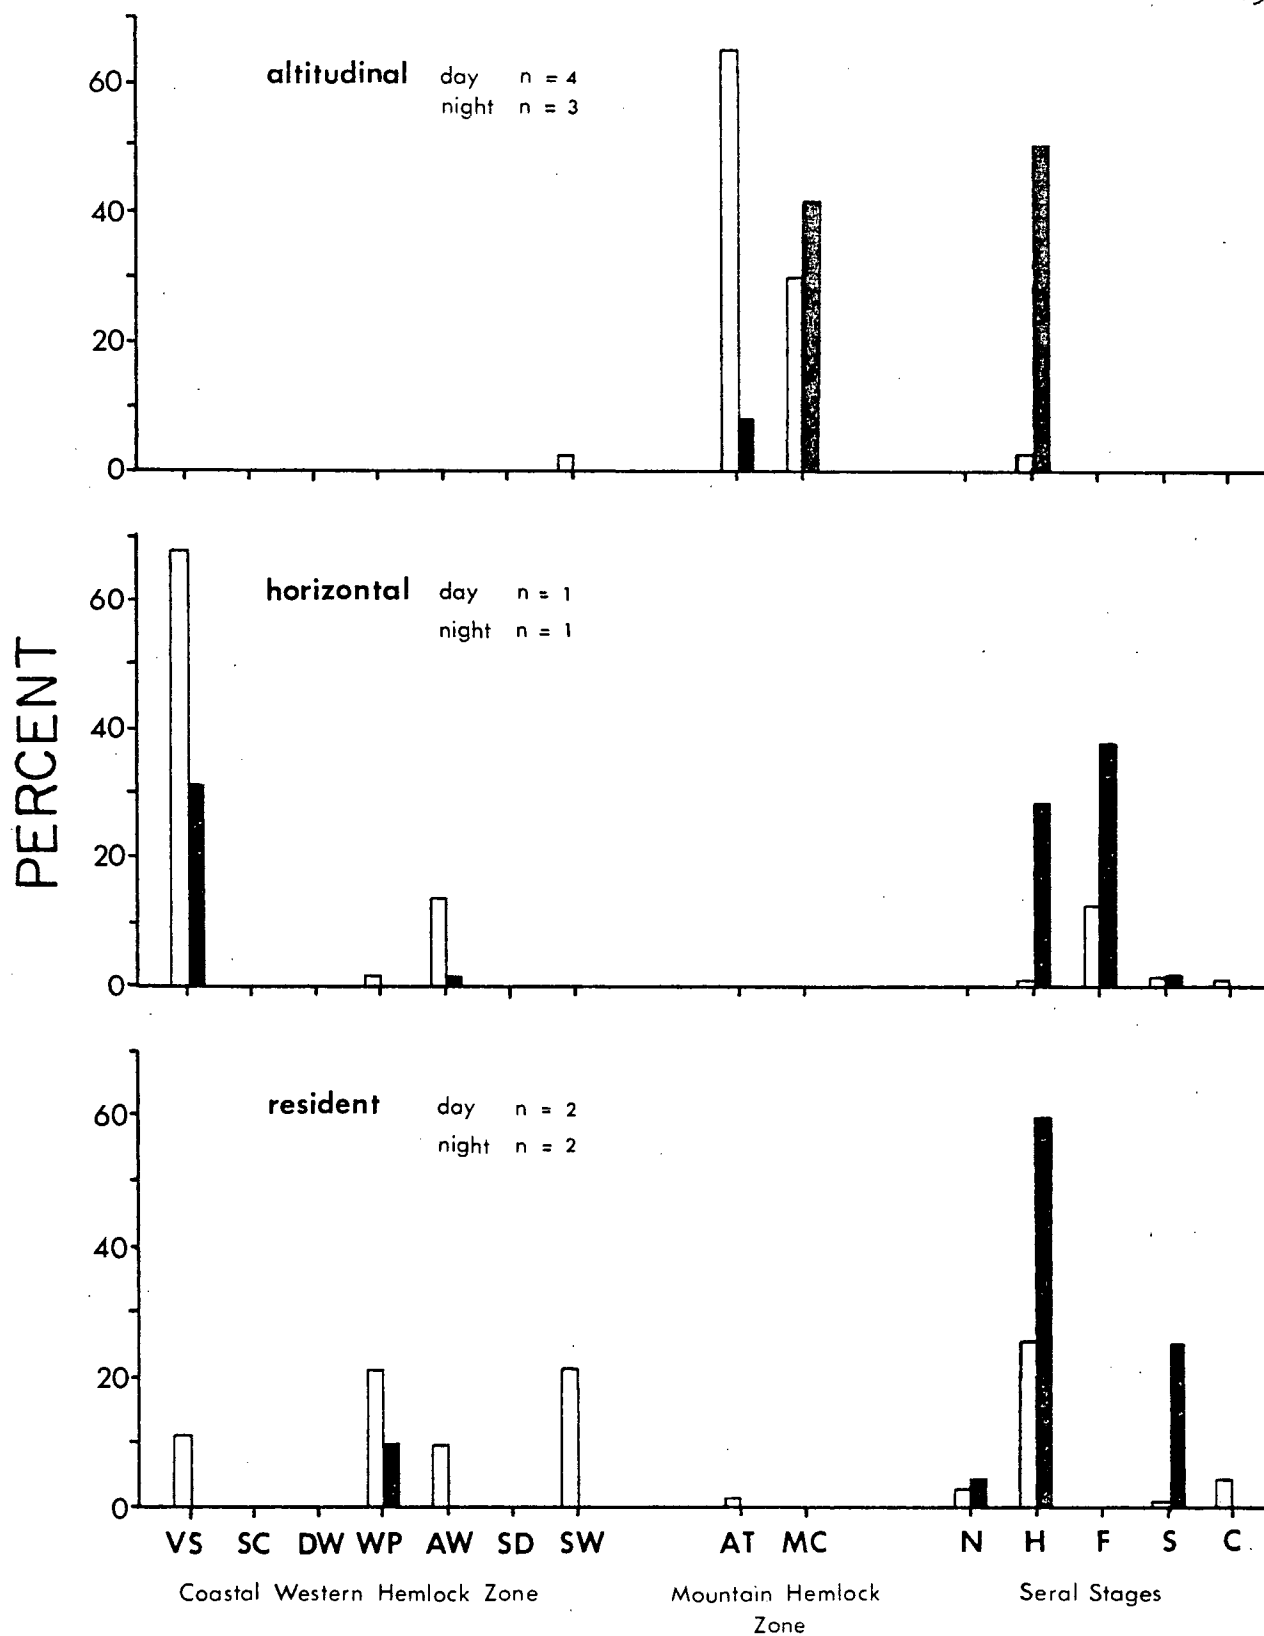 PERCENT
altitudinal day n = 4
night n = 3
60
40
20
0
horizontal day n = 1
night n = 1
60
40
20
0
resident day n = 2
night n = 2
60
40
20
0
VS SC DW WP AW SD SW AT MC N H F S C
Coastal Western Hemlock Zone Mountain Hemlock Seral Stages
Zone